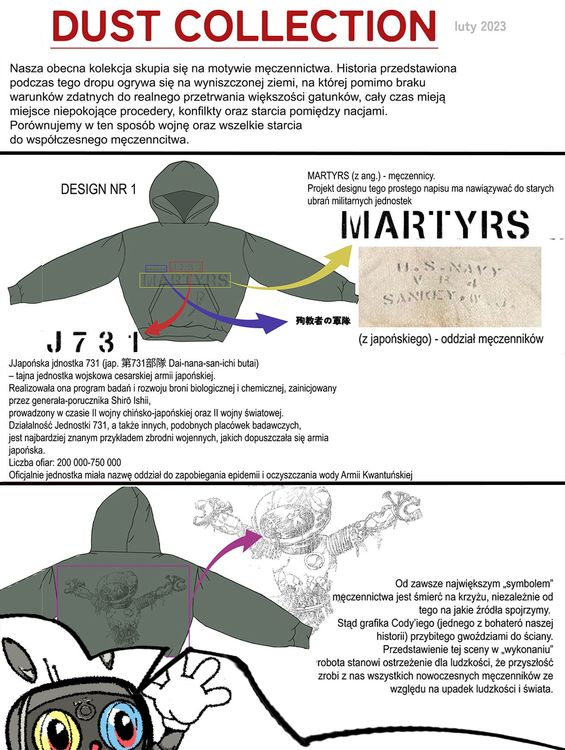 DUST COLLECTION
luty 2023
Nasza obecna kolekcja skupia się na motywie męczennictwa. Historia przedstawiona
podczas tego dropu ogrywa się na wyniszczonej ziemi, na której pomimo braku
warunków zdatnych do realnego przetrwania większości gatunków, cały czas mieją
miejsce niepokojące procedery, konfilkty oraz starcia pomiędzy nacjami.
Porównujemy w ten sposób wojnę oraz wszelkie starcia
do współczesnego męczenncitwa.
DESIGN NR 1
MARTYRS (z ang.) - męczennicy.
Projekt designu tego prostego napisu ma nawiązywać do starych
ubrań militarnych jednostek
MARTYRS
J731
MARTYRS
U.S.NAVY
SANKEY.W.J.
殉教者の軍隊
(z japońskiego) - oddział męczenników
J731
JJapońska jdnostka 731 (jap. 第731部隊 Dai-nana-san-ichi butai)
– tajna jednostka wojskowa cesarskiej armii japońskiej.
Realizowała ona program badań i rozwoju broni biologicznej i chemicznej, zainicjowany
przez generała-porucznika Shirō Ishii,
prowadzony w czasie II wojny chińsko-japońskiej oraz II wojny światowej.
Działalność Jednostki 731, a także innych, podobnych placówek badawczych,
jest najbardziej znanym przykładem zbrodni wojennych, jakich dopuszczała się armia
japońska.
Liczba ofiar: 200 000-750 000
Oficjalnie jednostka miała nazwę oddział do zapobiegania epidemii i oczyszczania wody Armii Kwantuńskiej
Od zawsze największym „symbolem”
męczennictwa jest śmierć na krzyżu, niezależnie od
tego na jakie źródła spojrzymy.
Stąd grafika Cody'iego (jednego z bohateró naszej
historii) przybitego gwoździami do ściany.
Przedstawienie tej sceny w „wykonaniu”
robota stanowi ostrzeżenie dla ludzkości, że przyszłość
zrobi z nas wszystkich nowoczesnych męczenników ze
względu na upadek ludzkości i świata.